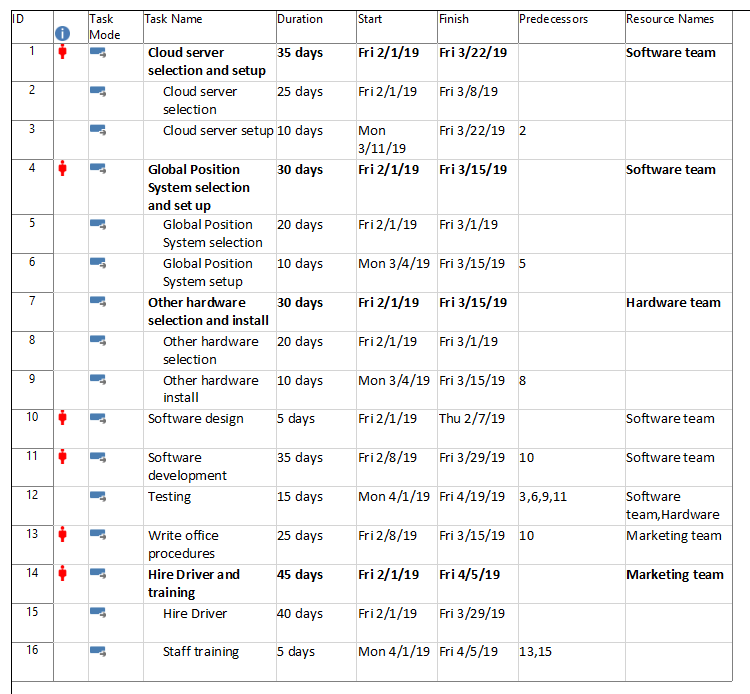 ID Task Mode Task Name Duration Start Finish Predecessors Resource Names
1 Cloud server selection and setup 35 days Fri 2/1/19 Fri 3/22/19 Software team
2 Cloud server selection 25 days Fri 2/1/19 Fri 3/8/19
3 Cloud server setup 10 days Mon 3/11/19 Fri 3/22/19 2
4 Global Position System selection and set up 30 days Fri 2/1/19 Fri 3/15/19 Software team
5 Global Position System selection 20 days Fri 2/1/19 Fri 3/1/19
6 Global Position System setup 10 days Mon 3/4/19 Fri 3/15/19 5
7 Other hardware selection and install 30 days Fri 2/1/19 Fri 3/15/19 Hardware team
8 Other hardware selection 20 days Fri 2/1/19 Fri 3/1/19
9 Other hardware install 10 days Mon 3/4/19 Fri 3/15/19 8
10 Software design 5 days Fri 2/1/19 Thu 2/7/19 Software team
11 Software development 35 days Fri 2/8/19 Fri 3/29/19 10 Software team
12 Testing 15 days Mon 4/1/19 Fri 4/19/19 3,6,9,11 Software team,Hardware
13 Write office procedures 25 days Fri 2/8/19 Fri 3/15/19 10 Marketing team
14 Hire Driver and training 45 days Fri 2/1/19 Fri 4/5/19 Marketing team
15 Hire Driver 40 days Fri 2/1/19 Fri 3/29/19
16 Staff training 5 days Mon 4/1/19 Fri 4/5/19 13,15